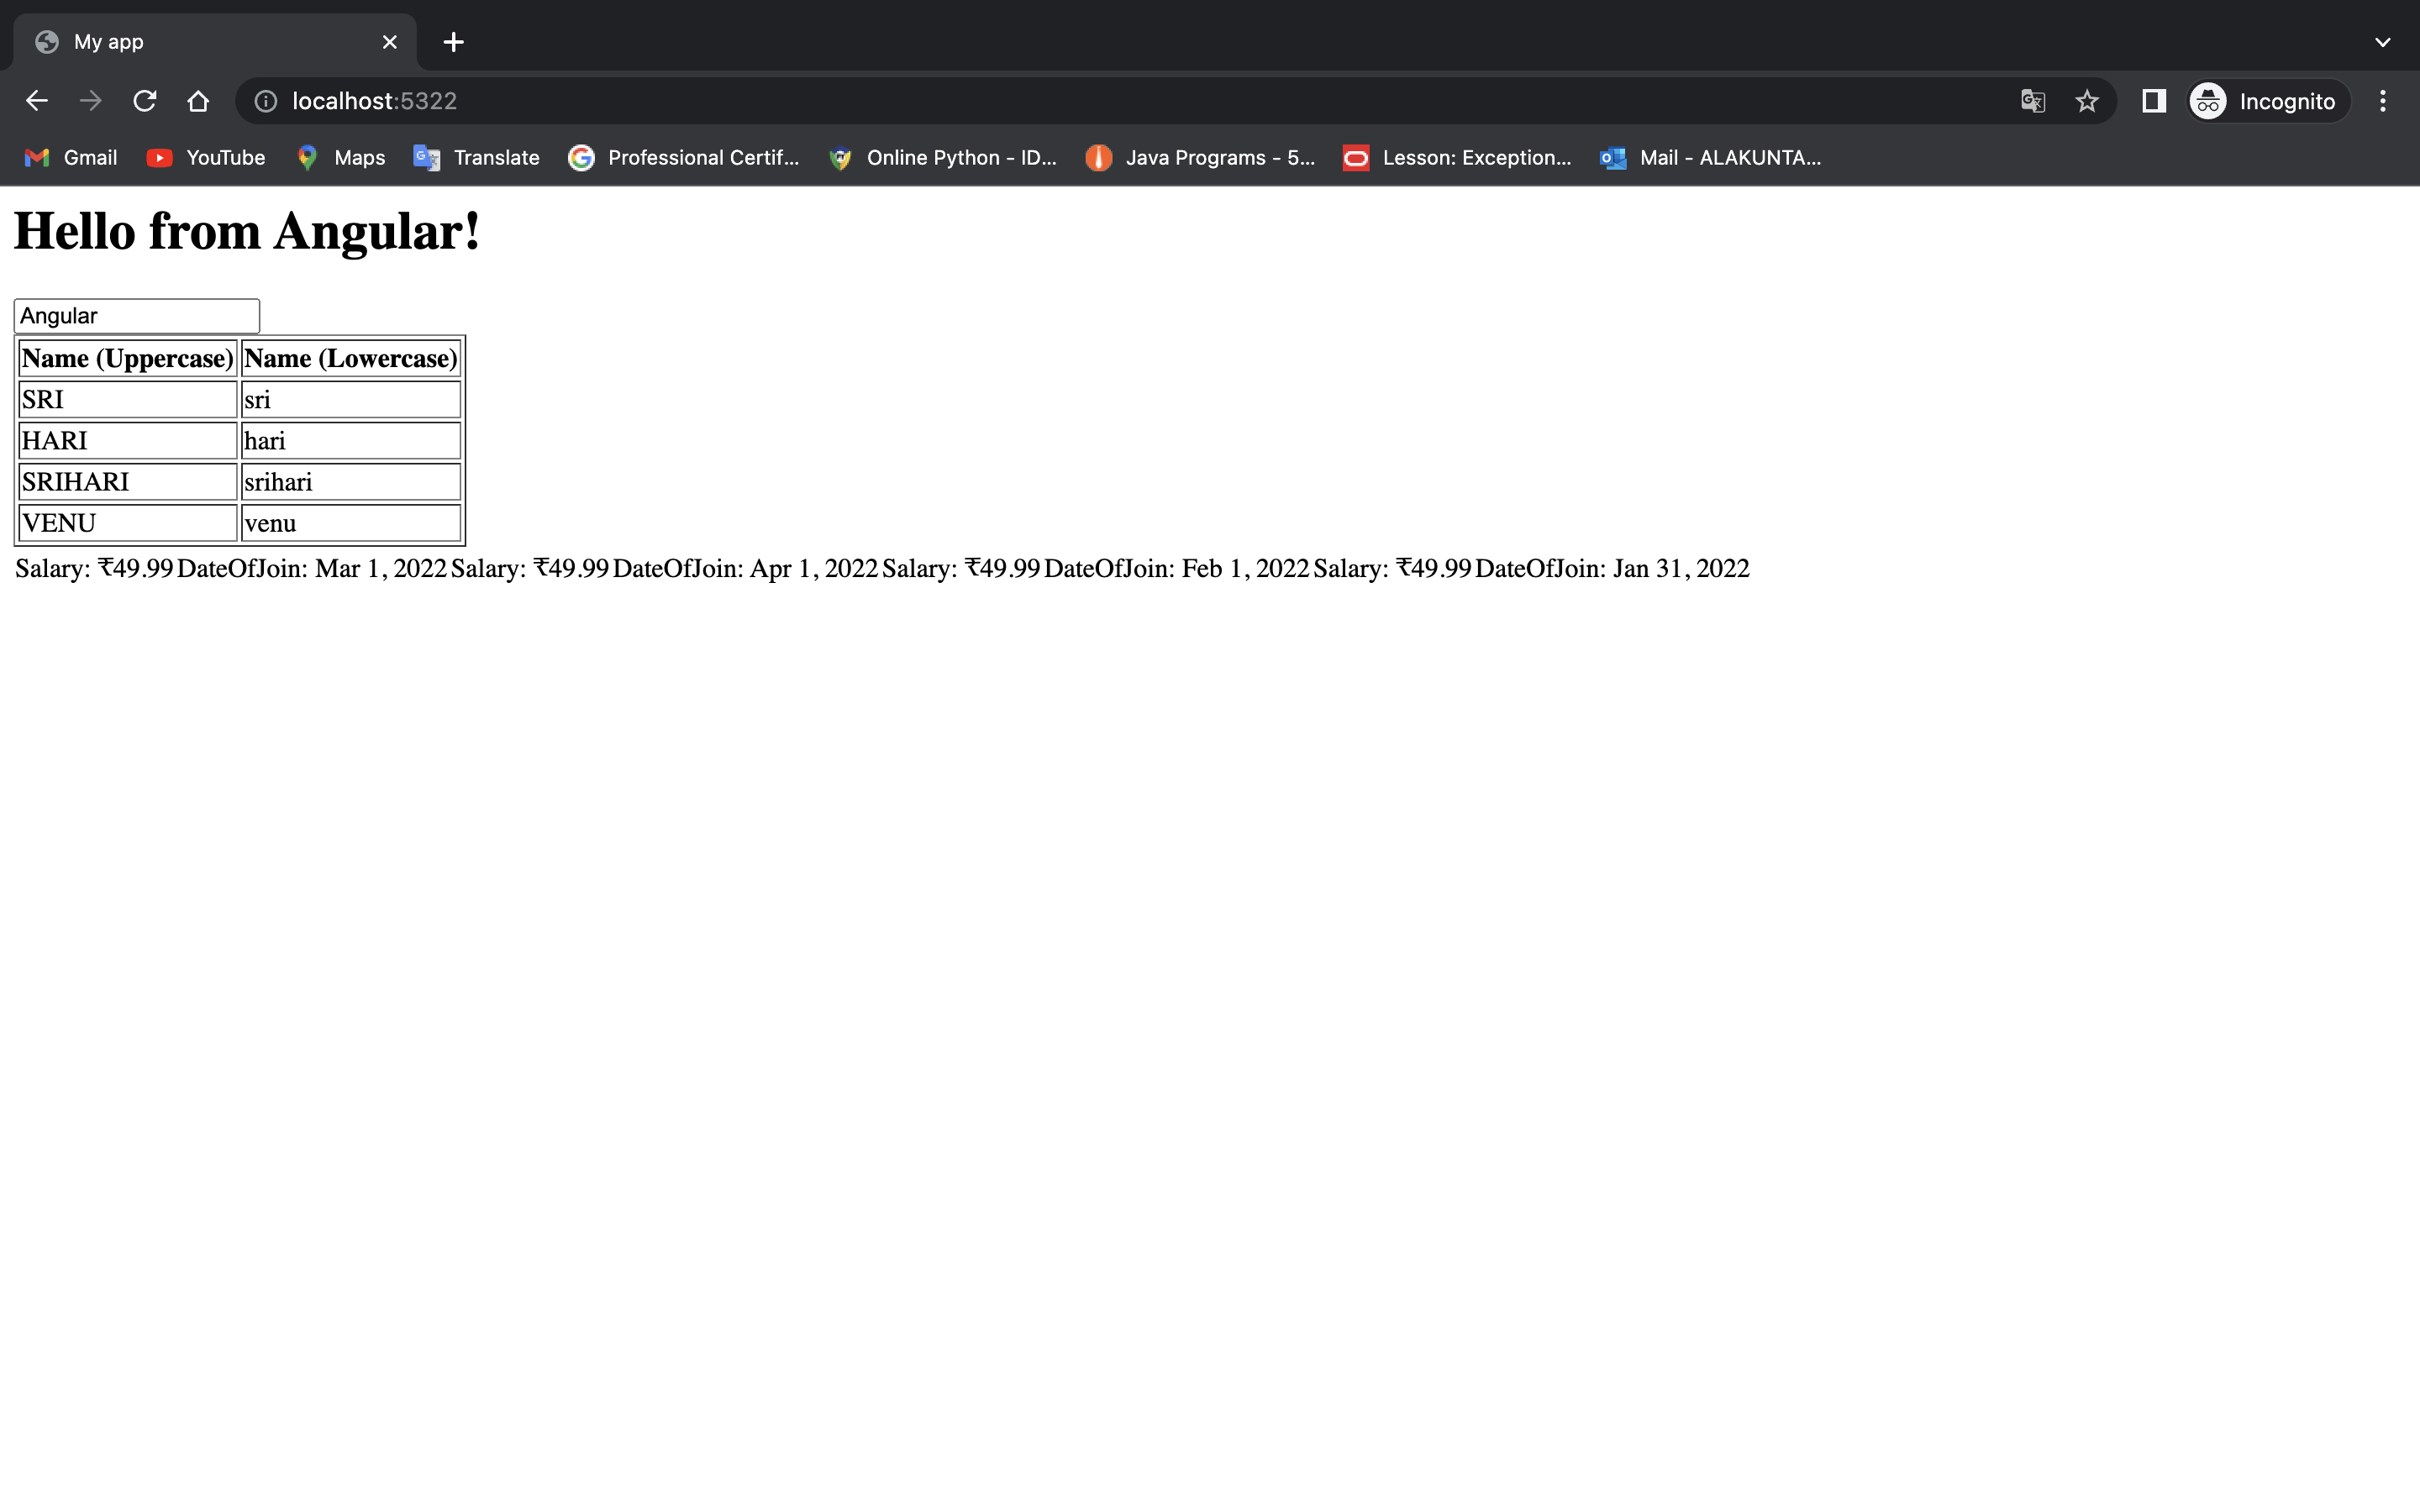 My app
localhost:5322
Incognito
Gmail YouTube Maps Translate Professional Certif... Online Python - ID... Java Programs - 5... Lesson: Exception... Mail - ALAKUNTA...
Hello from Angular!
Angular
Name (Uppercase) Name (Lowercase)
SRI sri
HARI hari
SRIHARI srihari
VENU venu
Salary: ₹49.99 DateOfJoin: Mar 1, 2022 Salary: ₹49.99 DateOfJoin: Apr 1, 2022 Salary: ₹49.99 DateOfJoin: Feb 1, 2022 Salary: ₹49.99 DateOfJoin: Jan 31, 2022